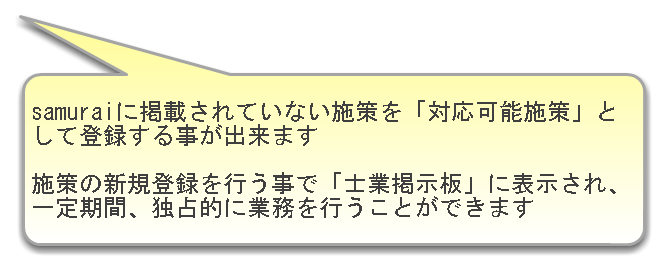 samuraiに掲載されていない施策を「対応可能施策」と
して登録する事が出来ます
施策の新規登録を行う事で「士業掲示板」に表示され、
一定期間、独占的に業務を行うことができます